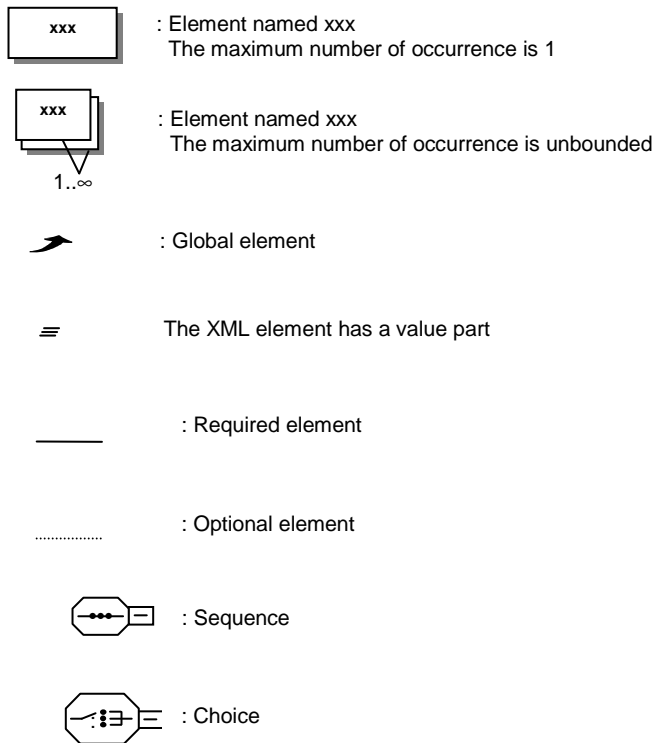 xxx
: Element named xxx
The maximum number of occurrence is 1
xxx
: Element named xxx
The maximum number of occurrence is unbounded
1..∞
: Global element
The XML element has a value part
: Required element
: Optional element
: Sequence
: Choice